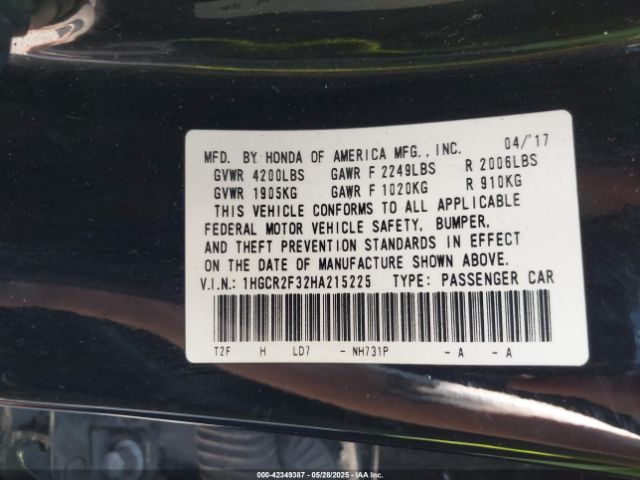 MFD. BY HONDA OF AMERICA MFG., INC. 04/'17
GVWR 4200LBS GAWR F 2249LBS R 2006LBS
GVWR 1905KG GAWR F 1020KG R 910KG
THIS VEHICLE CONFORMS TO ALL APPLICABLE
FEDERAL MOTOR VEHICLE SAFETY, BUMPER,
AND THEFT PREVENTION STANDARDS IN EFFECT
ON THE DATE OF MANUFACTURE SHOWN ABOVE.
V.I.N.: 1HGCR2F32HA215225 TYPE: PASSENGER CAR
T2F H LD7 - NH731P - A - A
000-42349387 - 05/28/2025 - IAA Inc.